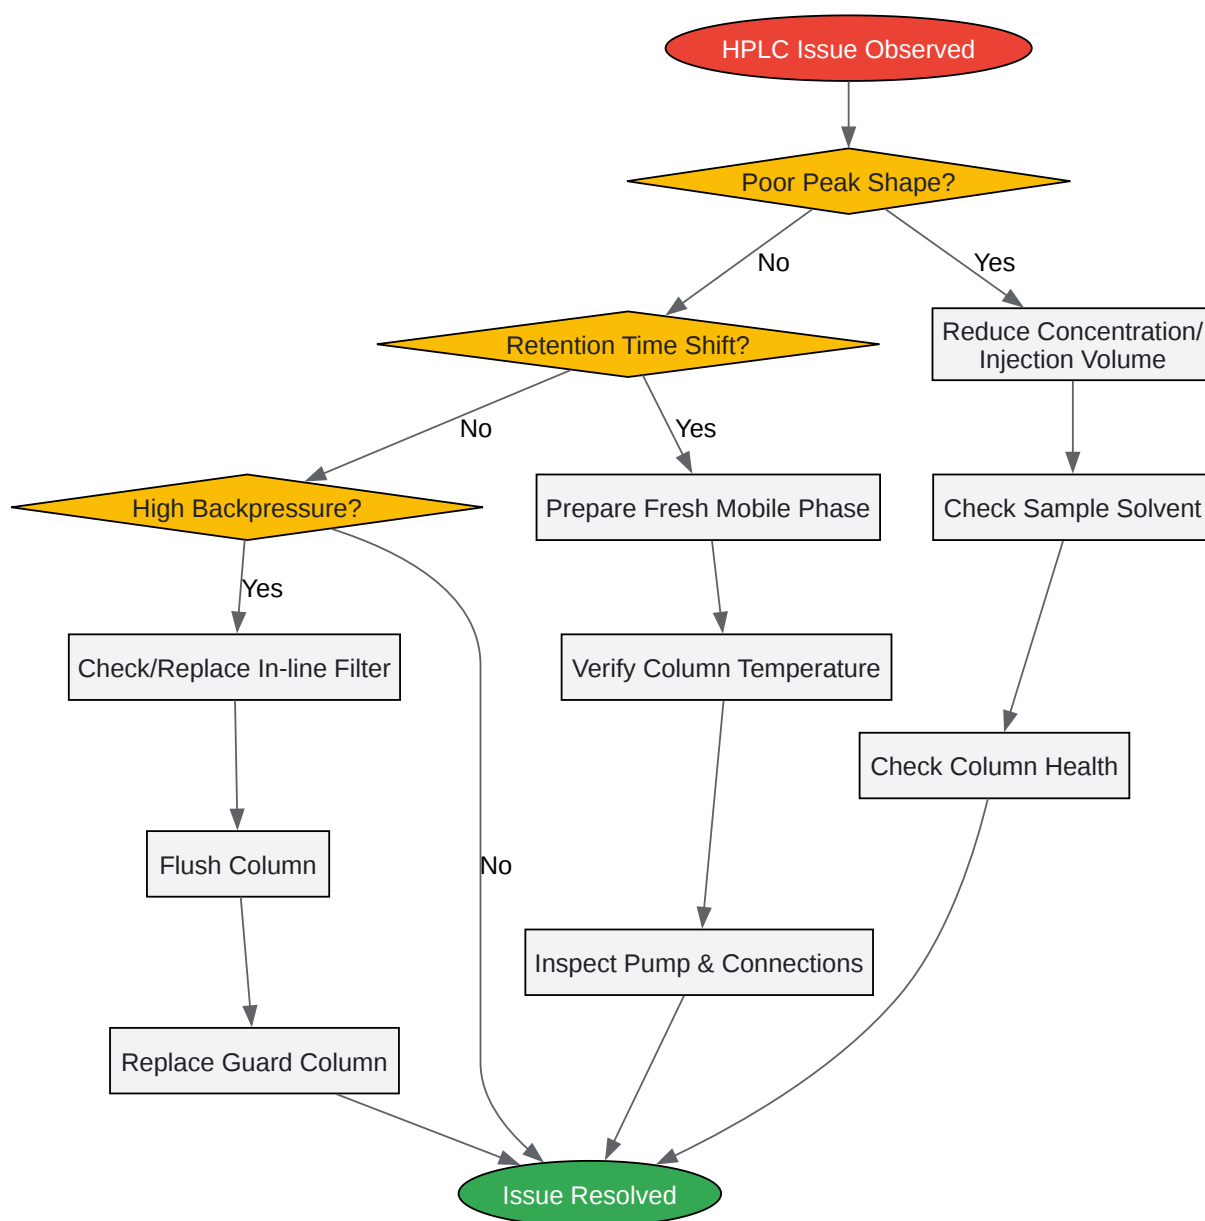 HPLC Issue Observed
Poor Peak Shape?
No
Yes
Reduce Concentration/
Injection Volume
Retention Time Shift?
No
Yes
High Backpressure?
Prepare Fresh Mobile Phase
Check Sample Solvent
Yes
Check/Replace In-line Filter
Verify Column Temperature
Check Column Health
Flush Column
No
Inspect Pump & Connections
Replace Guard Column
Issue Resolved